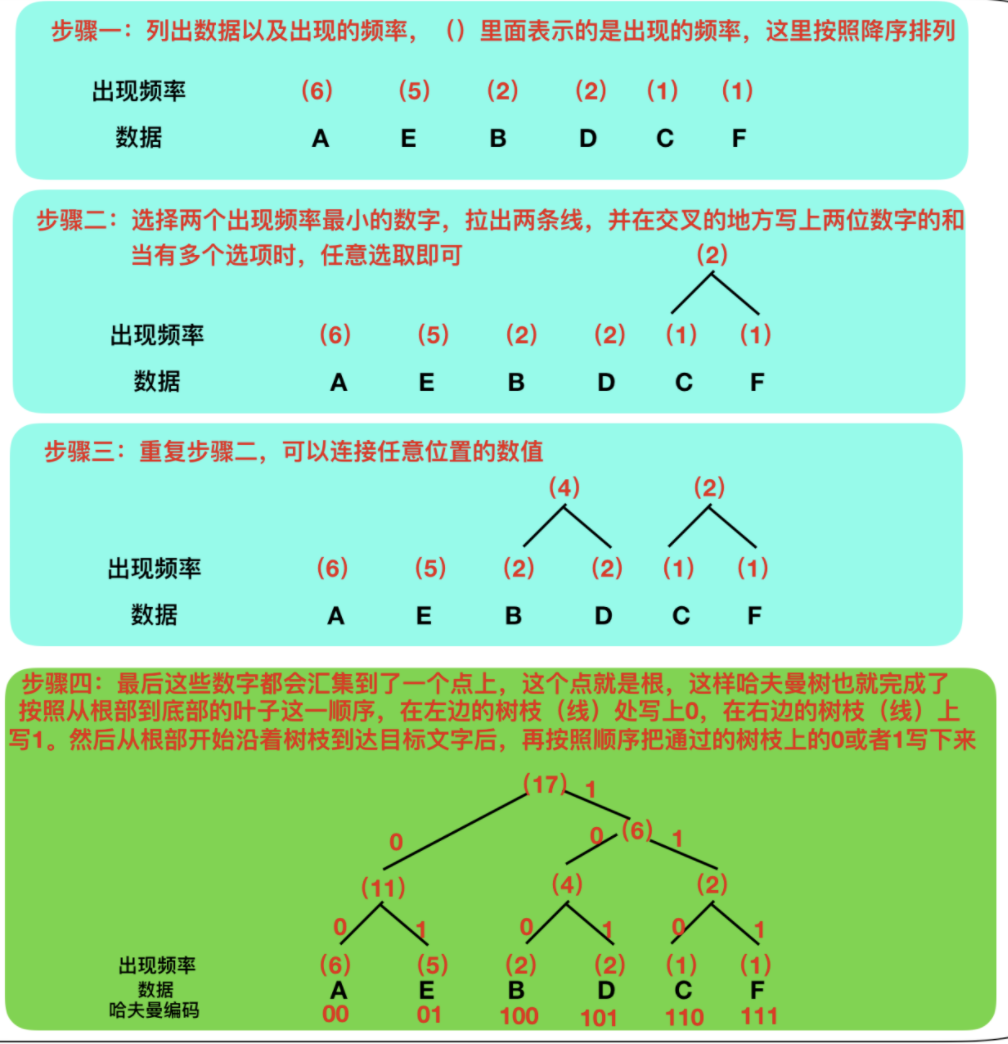 步骤一：列出数据以及出现的频率，（）里面表示的是出现的频率，这里按照降序排列
出现频率 （6） （5） （2） （2） （1） （1）
数据 A E B D C F
步骤二：选择两个出现频率最小的数字，拉出两条线，并在交叉的地方写上两位数字的和
当有多个选项时，任意选取即可 （2）
出现频率 （6） （5） （2） （2） （1） （1）
数据 A E B D C F
步骤三：重复步骤二，可以连接任意位置的数值
（4） （2）
出现频率 （6） （5） （2） （2） （1） （1）
数据 A E B D C F
步骤四：最后这些数字都会汇集到了一个点上，这个点就是根，这样哈夫曼树也就完成了
按照从根部到底部的叶子这一顺序，在左边的树枝（线）处写上0，在右边的树枝（线）上
写1。然后从根部开始沿着树枝到达目标文字后，再按照顺序把通过的树枝上的0或者1写下来
（17） 1
0 0 （6） 1
（11） （4） （2）
0 1 0 1 0 1
出现频率 （6） （5） （2） （2） （1） （1）
数据 A E B D C F
哈夫曼编码 00 01 100 101 110 111